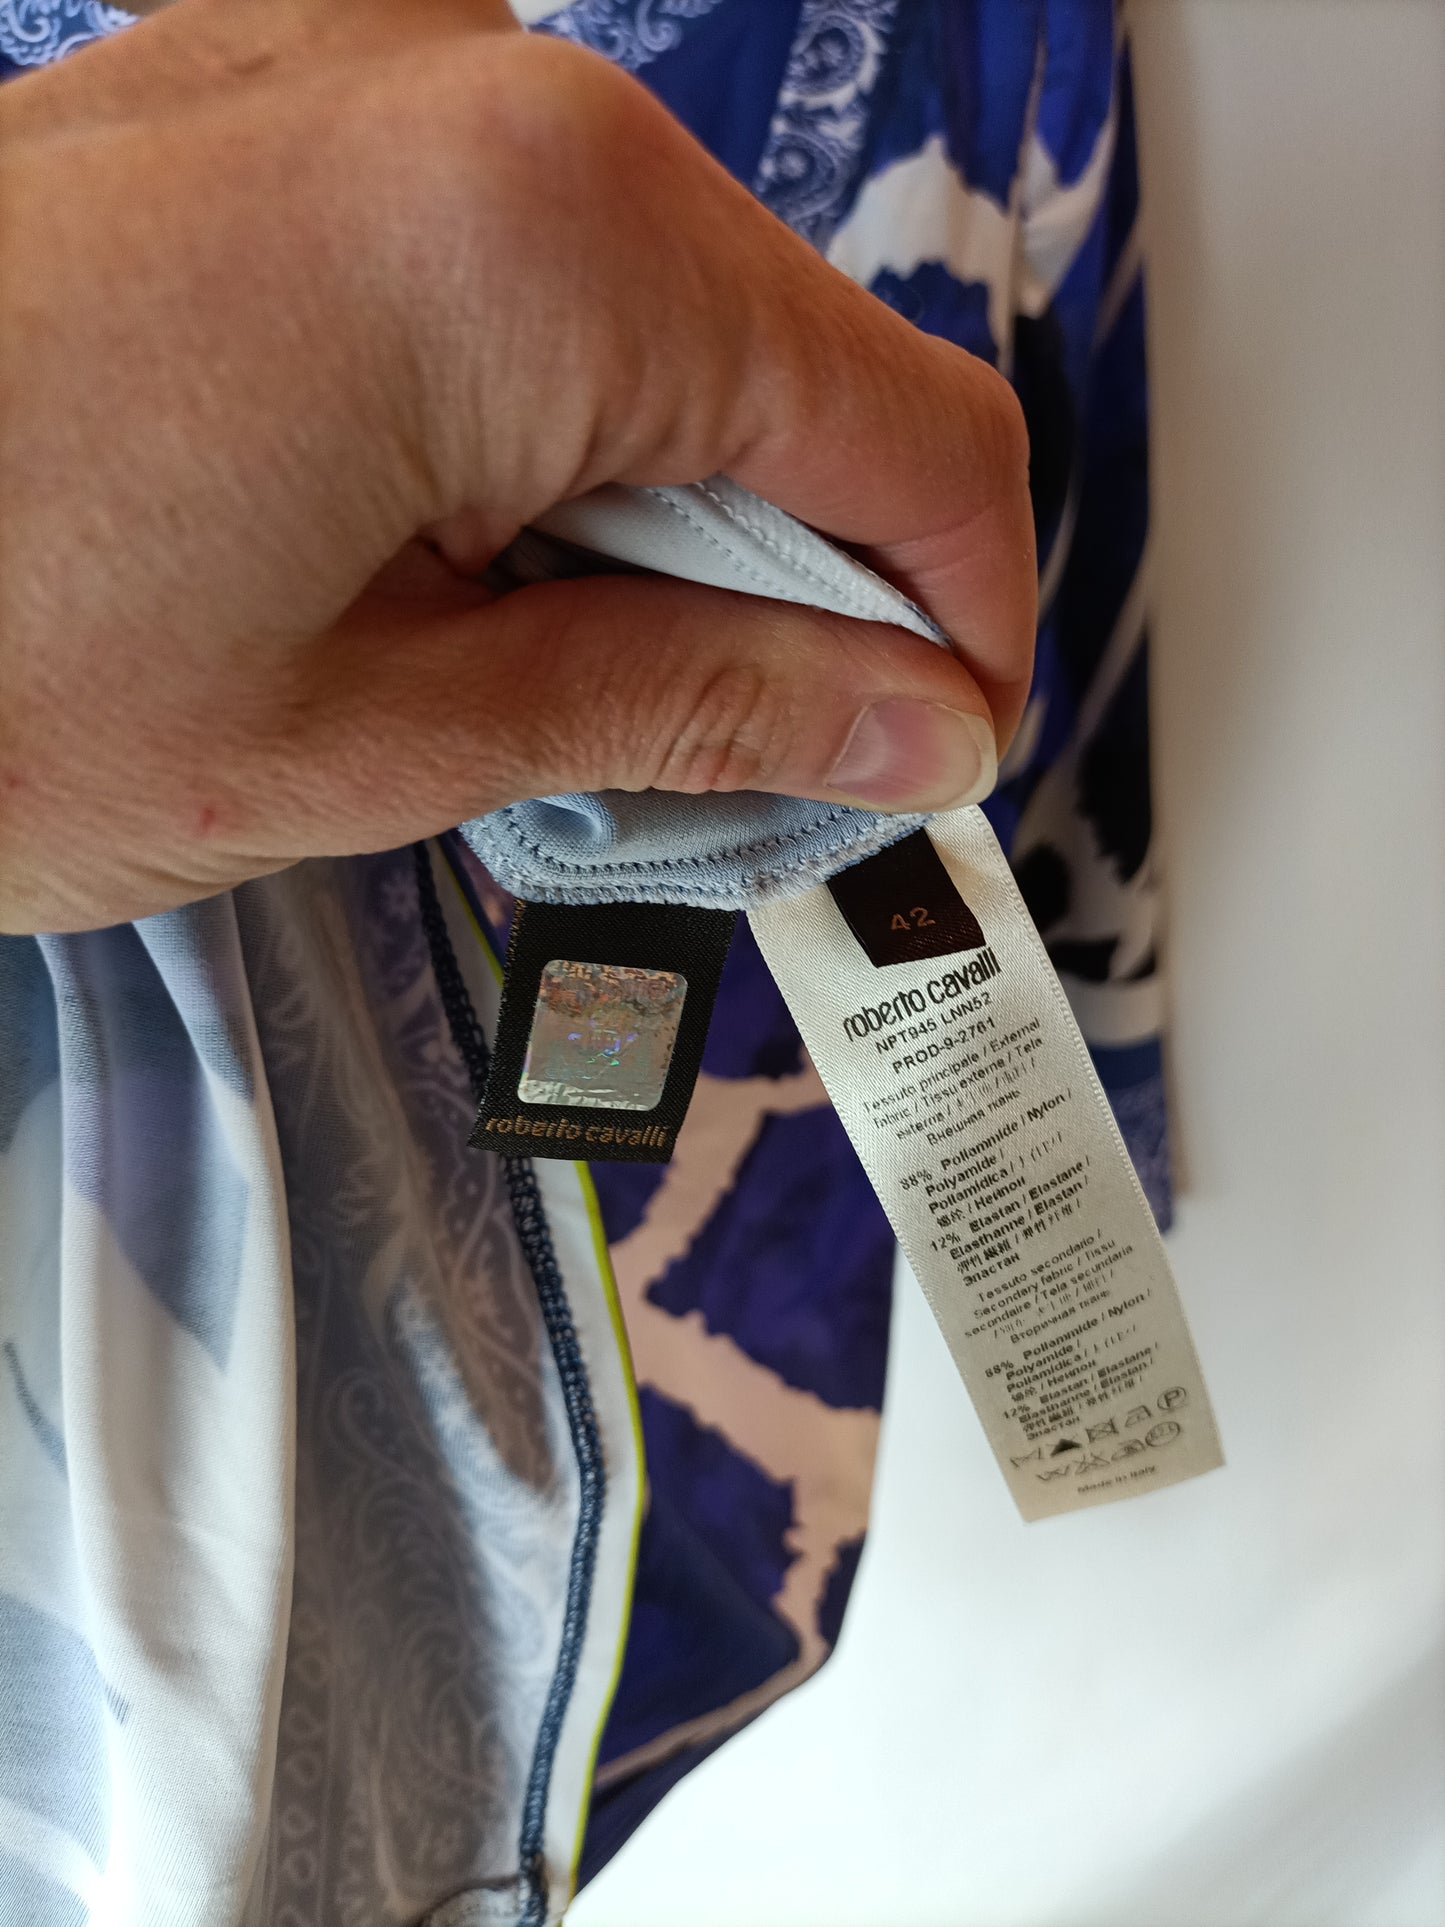 42
roberto cavalli
NPT945 LNN52
PROD-9-2761
Tessuto principale / External
Fabric / Tissu externe / Tela
externa /
Внешняя ткань
88% Poliammide / Nylon /
Polyamide /
Poliamidica /
/ Нейлон
12% Elastan / Elastane /
Elasthanne / Elastan /
/
Эластан
Tessuto secondario /
Secondary fabric / Tissu
secondaire / Tela secundaria
/
Вторичная ткань
88% Poliammide / Nylon /
Polyamide /
Poliamidica /
/ Нейлон
12% Elastan / Elastane /
Elasthanne / Elastan /
/
Эластан
P
Made in Italy
roberto cavalli